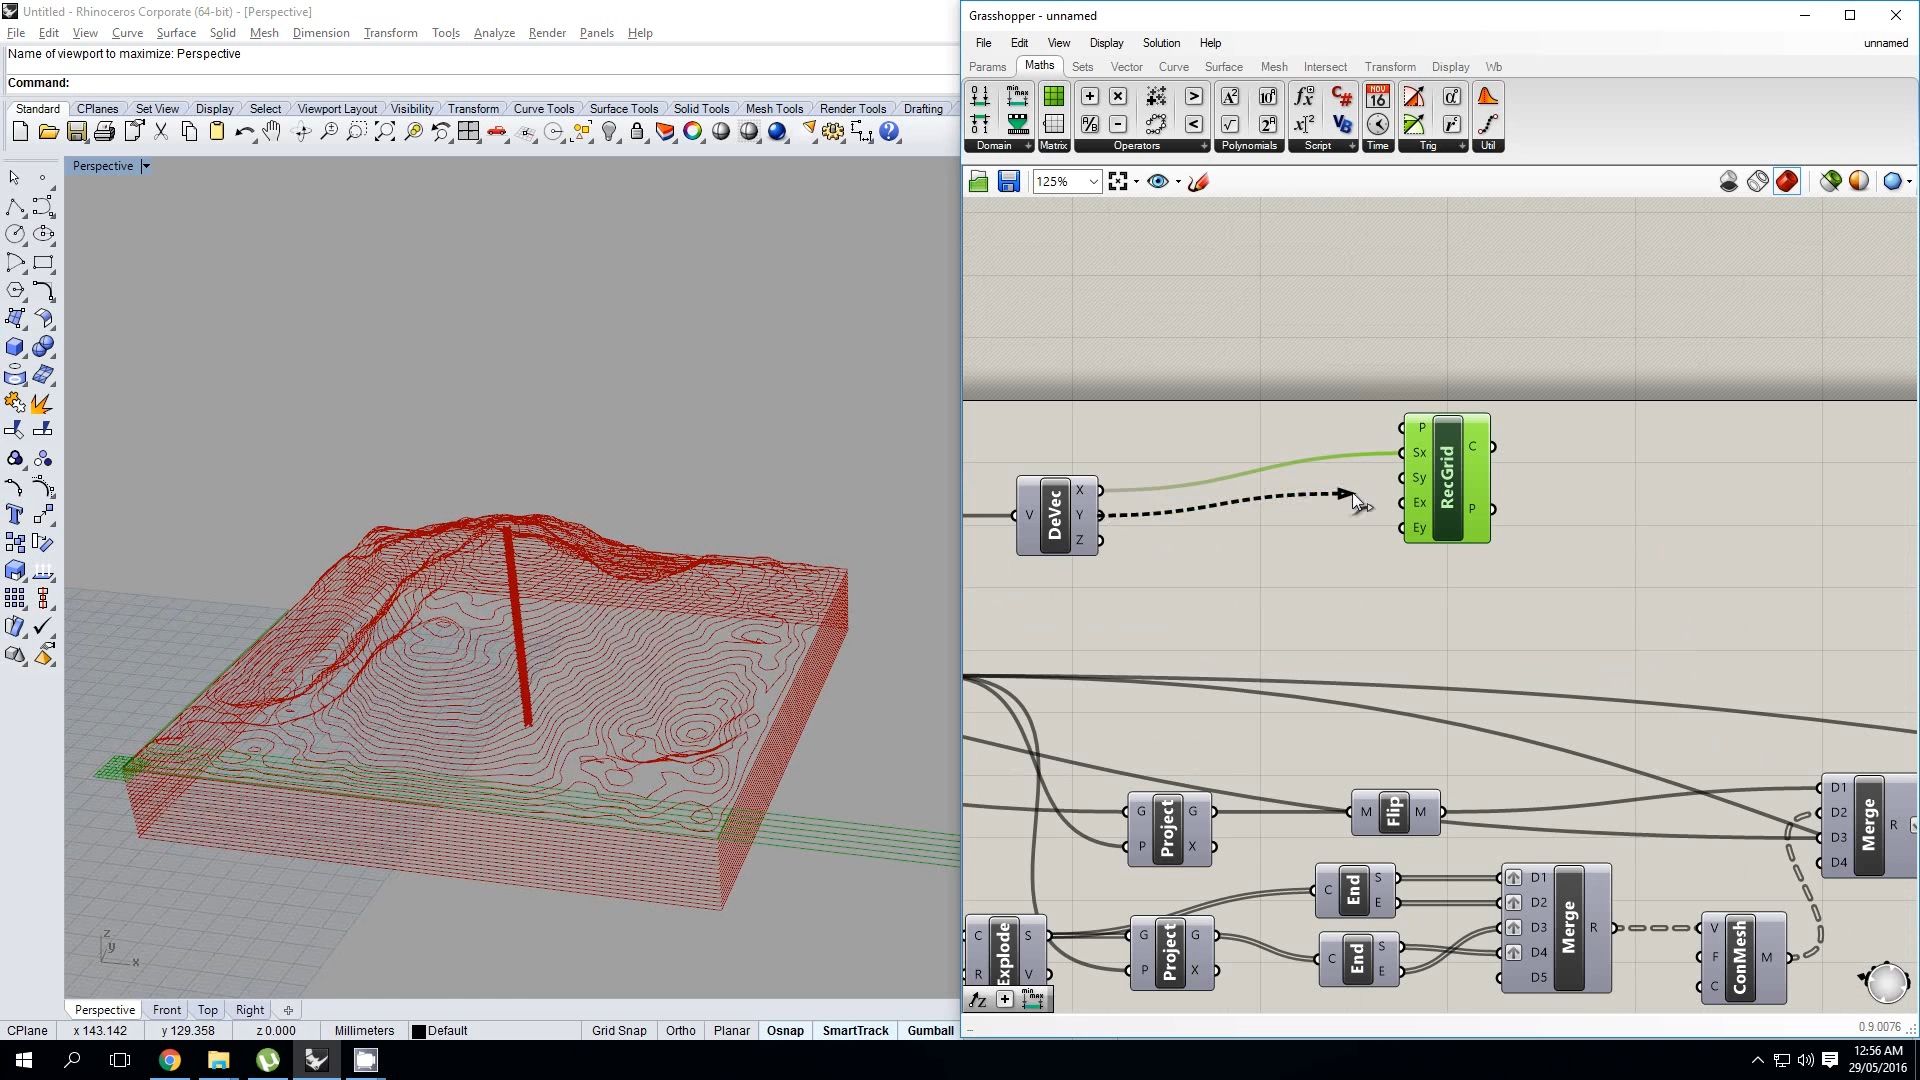 Untitled - Rhinoceros Corporate (64-bit) - [Perspective]
File Edit View Curve Surface Solid Mesh Dimension Transform Tools Analyze Render Panels Help
Name of viewport to maximize: Perspective
Command:
Standard CPlanes Set View Display Select Viewport Layout Visibility Transform Curve Tools Surface Tools Solid Tools Mesh Tools Render Tools Drafting
Perspective
z
y
x
Perspective Front Top Right
CPlane x 143.142 y 129.358 z 0.000 Millimeters Default Grid Snap Ortho Planar Osnap SmartTrack Gumball
Grasshopper - unnamed
File Edit View Display Solution Help unnamed
Params Maths Sets Vector Curve Surface Mesh Intersect Transform Display Wb
Domain Matrix Operators Polynomials Script Time Trig Util
NOV
16
125%
P
Sx
Sy
Ex
Ey
RecGrid
C
P
V
DeVec
X
Y
Z
G
P
Project
G
X
M
Flip
M
D1
D2
D3
D4
Merge
R
C
R
Explode
S
V
G
P
Project
G
X
C
End
S
E
C
End
S
E
D1
D2
D3
D4
D5
Merge
R
V
F
C
ConMesh
M
0.9.0076
12:56 AM
29/05/2016